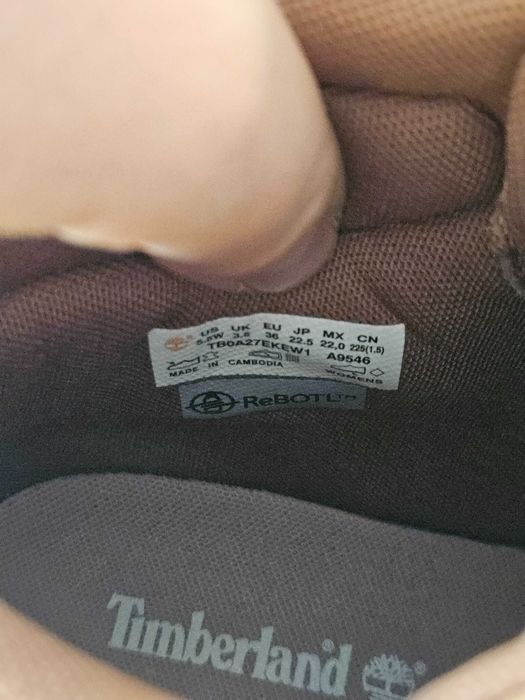 US UK EU JP MX CN
5.5W 3.5 36 22.5 22,0 225(1.5)
TB0A27EKEW1 A9546
MADE IN CAMBODIA WOMENS
ReBOTL™
Timberland